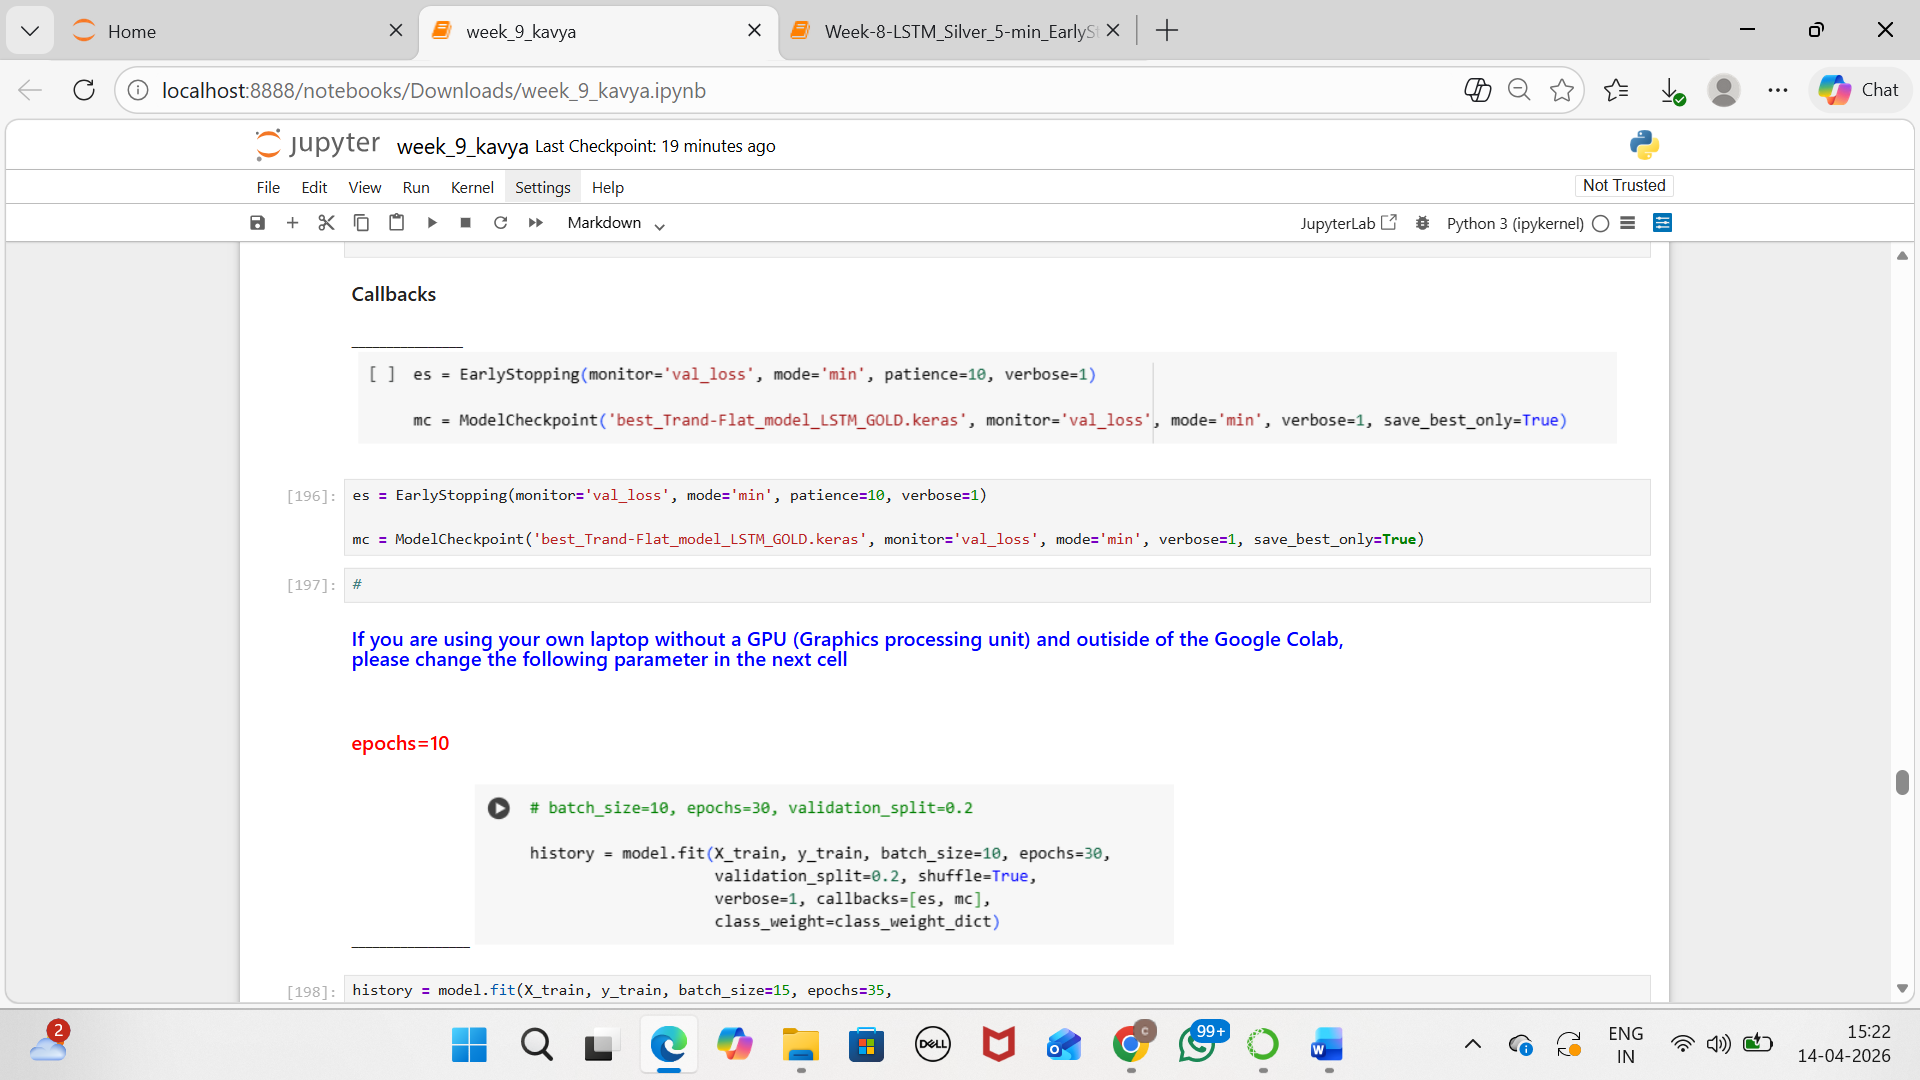 Home
week_9_kavya
Week-8-LSTM_Silver_5-min_EarlySt
localhost:8888/notebooks/Downloads/week_9_kavya.ipynb
Chat
jupyter week_9_kavya Last Checkpoint: 19 minutes ago
File Edit View Run Kernel Settings Help
Not Trusted
Markdown
JupyterLab
Python 3 (ipykernel)
Callbacks
[ ] es = EarlyStopping(monitor='val_loss', mode='min', patience=10, verbose=1)
mc = ModelCheckpoint('best_Trand-Flat_model_LSTM_GOLD.keras', monitor='val_loss', mode='min', verbose=1, save_best_only=True)
[196]: es = EarlyStopping(monitor='val_loss', mode='min', patience=10, verbose=1)
mc = ModelCheckpoint('best_Trand-Flat_model_LSTM_GOLD.keras', monitor='val_loss', mode='min', verbose=1, save_best_only=True)
[197]: #
If you are using your own laptop without a GPU (Graphics processing unit) and outiside of the Google Colab,
please change the following parameter in the next cell
epochs=10
# batch_size=10, epochs=30, validation_split=0.2
history = model.fit(X_train, y_train, batch_size=10, epochs=30,
validation_split=0.2, shuffle=True,
verbose=1, callbacks=[es, mc],
class_weight=class_weight_dict)
[198]: history = model.fit(X_train, y_train, batch_size=15, epochs=35,
2
DELL
C
99+
W
ENG
IN
15:22
14-04-2026